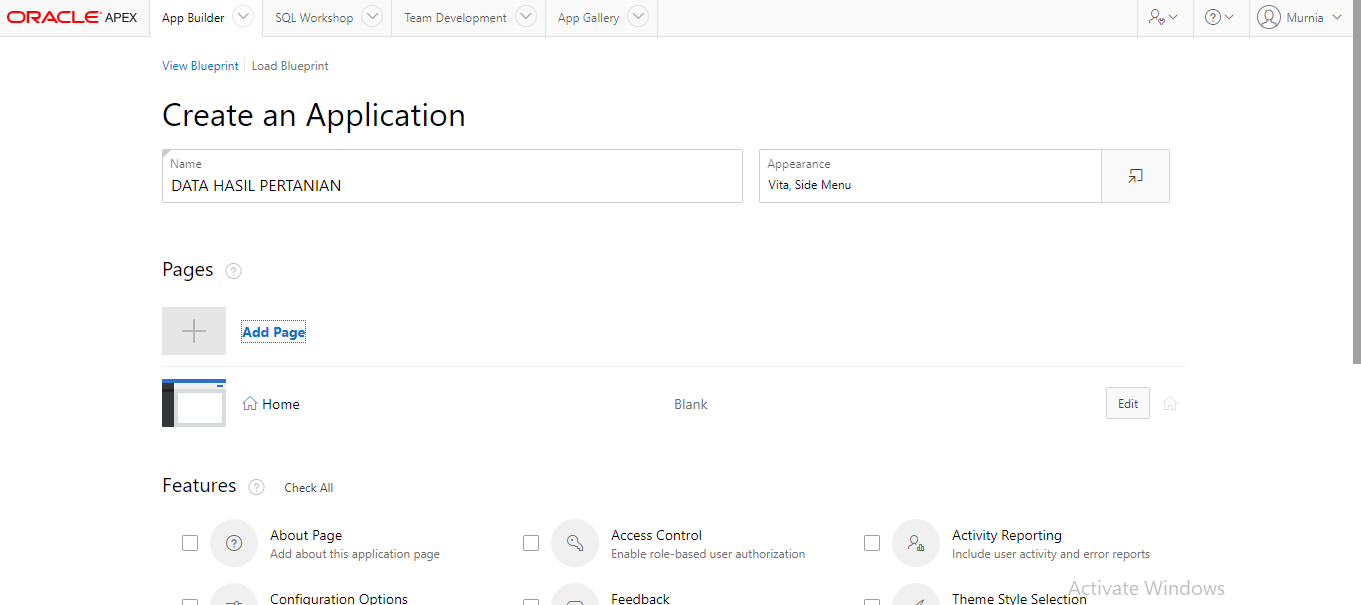 ORACLE APEX App Builder SQL Workshop Team Development App Gallery ? Murnia
View Blueprint Load Blueprint
Create an Application
Name
DATA HASIL PERTANIAN
Appearance
Vita, Side Menu
Pages ?
Add Page
Home Blank Edit
Features ? Check All
? About Page
Add about this application page
Access Control
Enable role-based user authorization
Activity Reporting
Include user activity and error reports
Activate Windows
Configuration Options Feedback Theme Style Selection